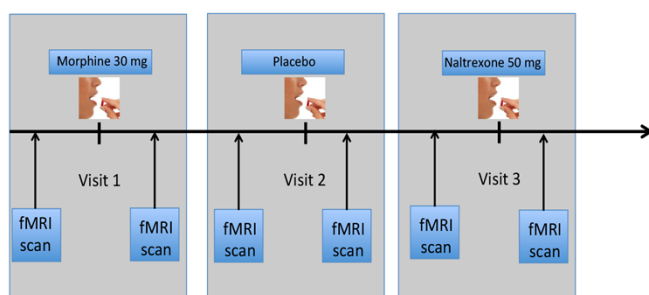 Morphine 30 mg
Placebo
Naltrexone 50 mg
Visit 1
Visit 2
Visit 3
fMRI
scan
fMRI
scan
fMRI
scan
fMRI
scan
fMRI
scan
fMRI
scan